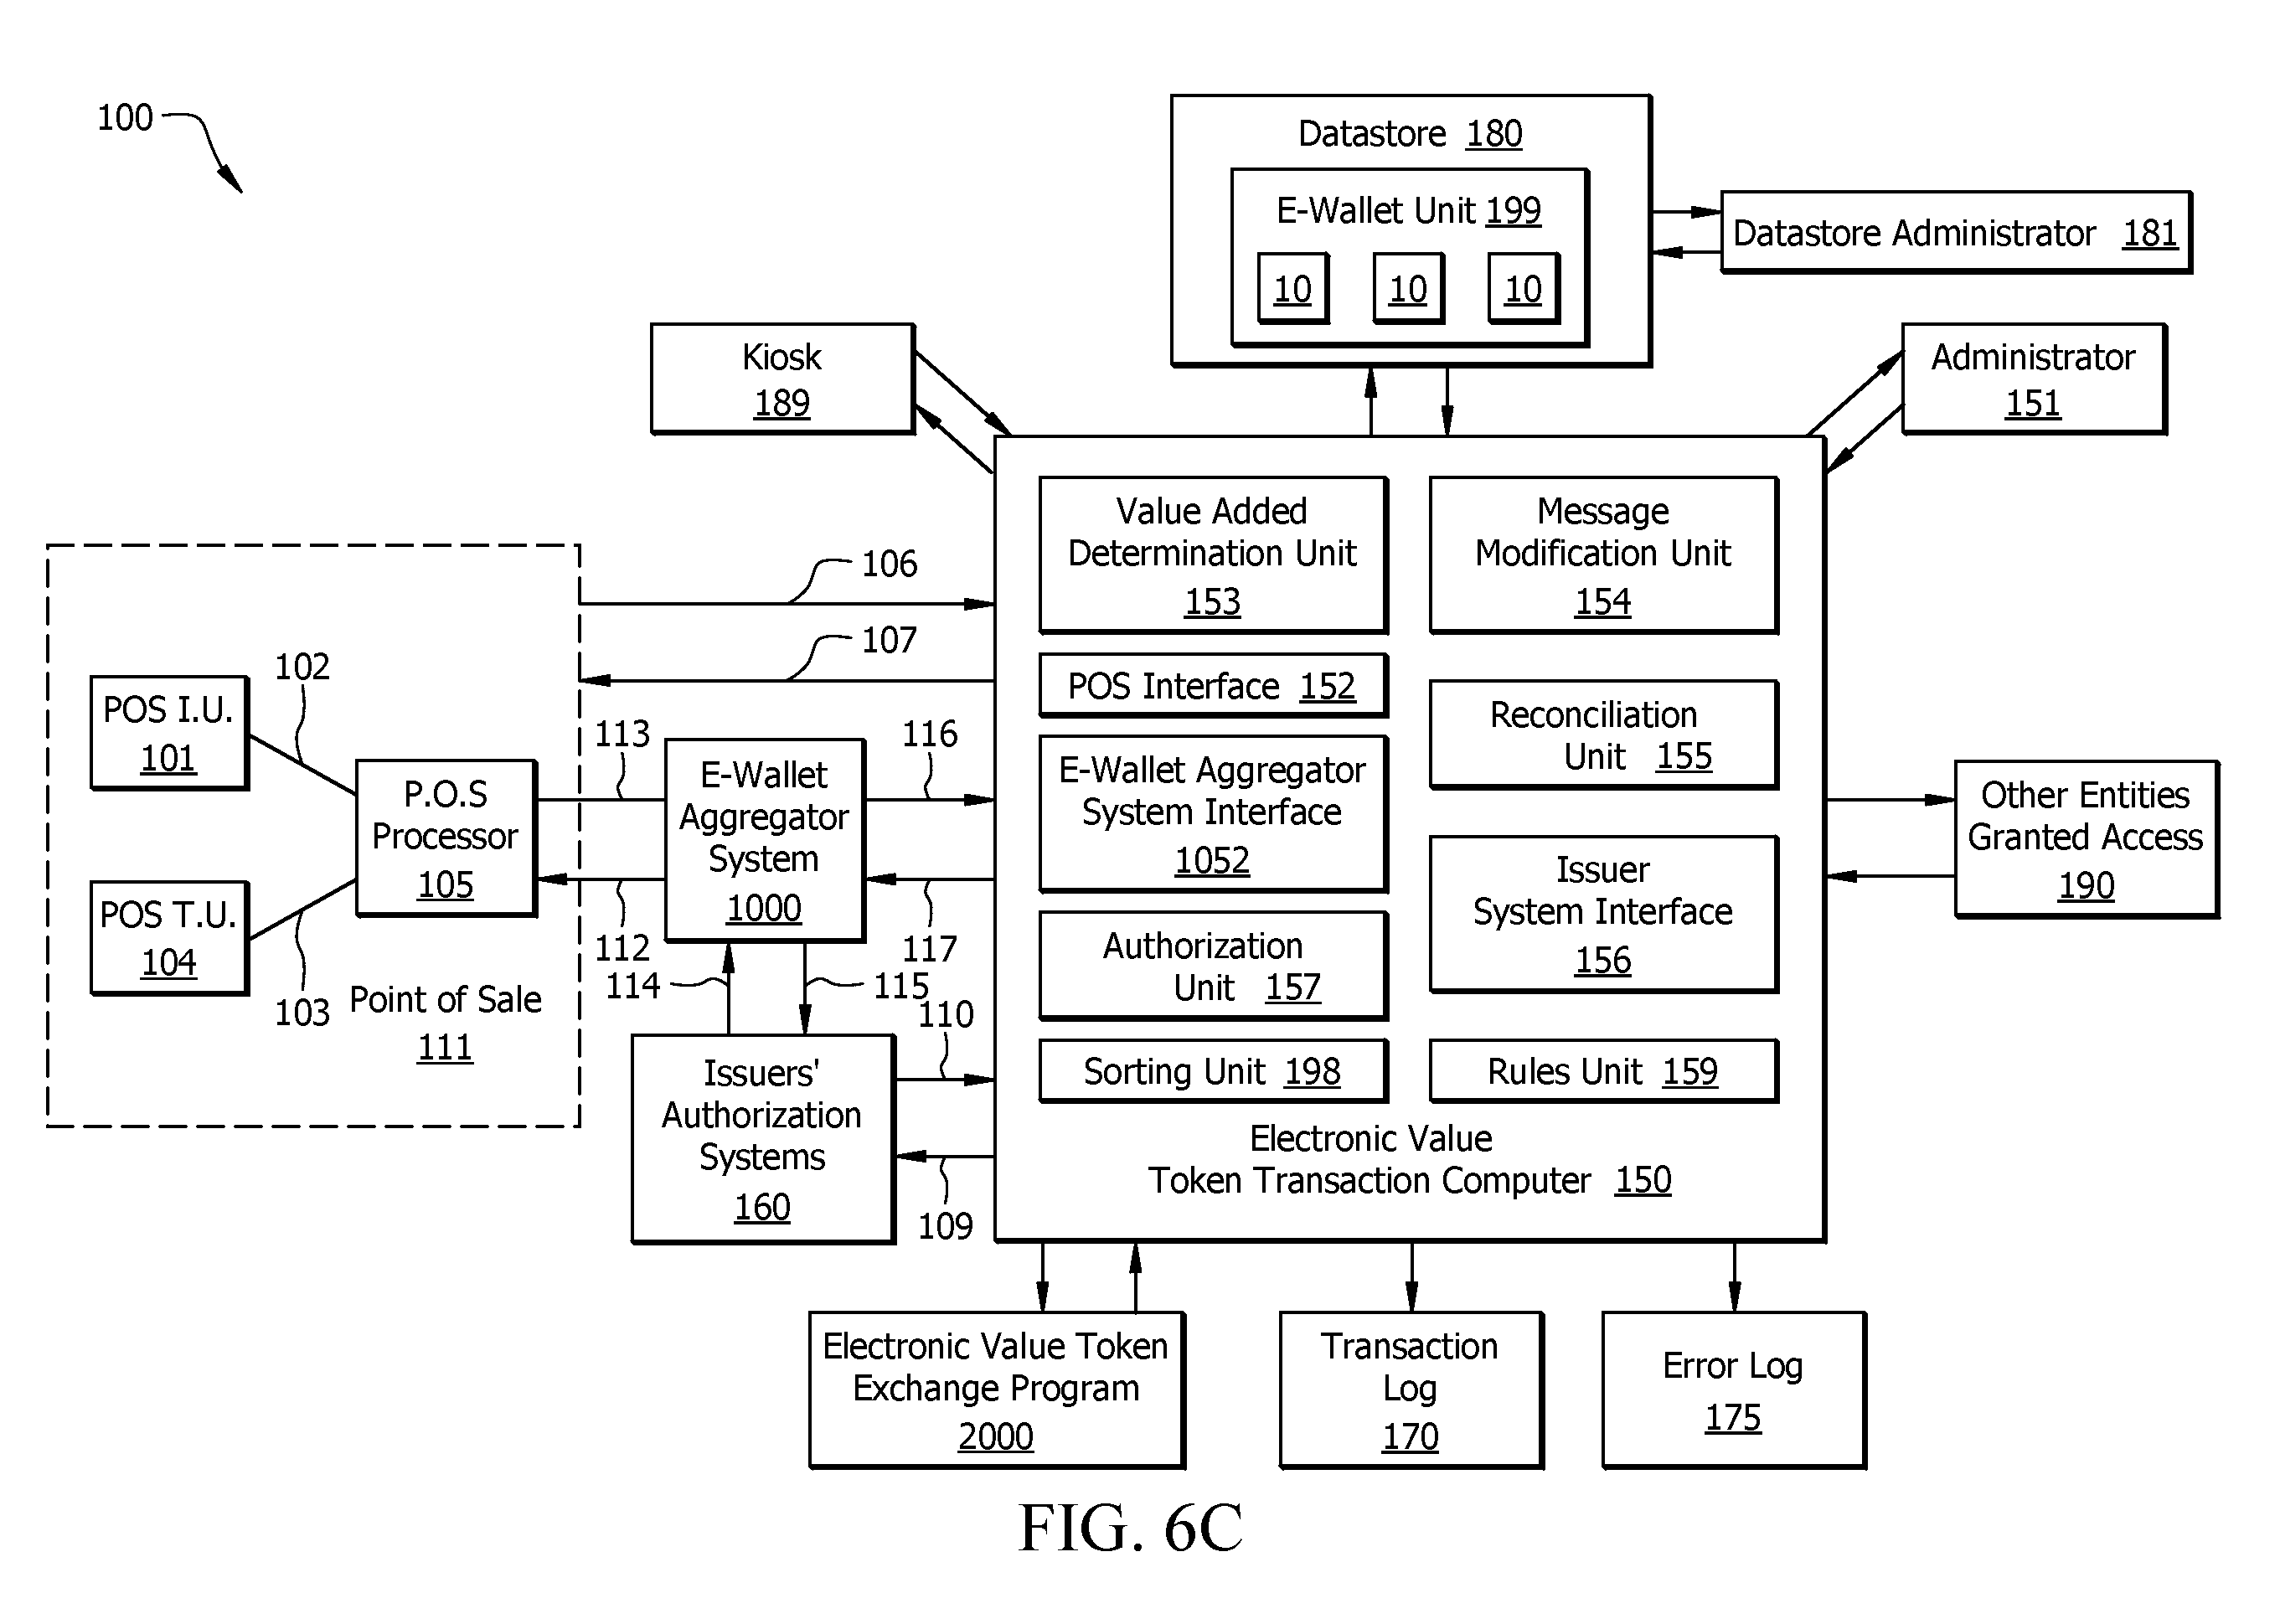 100
Datastore 180
E-Wallet Unit 199
10 10 10
Datastore Administrator 181
Kiosk
189
Administrator
151
Value Added
Determination Unit
153
Message
Modification Unit
154
106
107
POS Interface 152
Reconciliation
Unit 155
E-Wallet Aggregator
System Interface
1052
Issuer
System Interface
156
Authorization
Unit 157
Sorting Unit 198
Rules Unit 159
Electronic Value
Token Transaction Computer 150
POS I.U.
101
102
P.O.S
Processor
105
POS T.U.
104
103
Point of Sale
111
113
112
E-Wallet
Aggregator
System
1000
116
117
114
115
110
109
Issuers'
Authorization
Systems
160
Other Entities
Granted Access
190
Electronic Value Token
Exchange Program
2000
Transaction
Log
170
Error Log
175
FIG. 6C